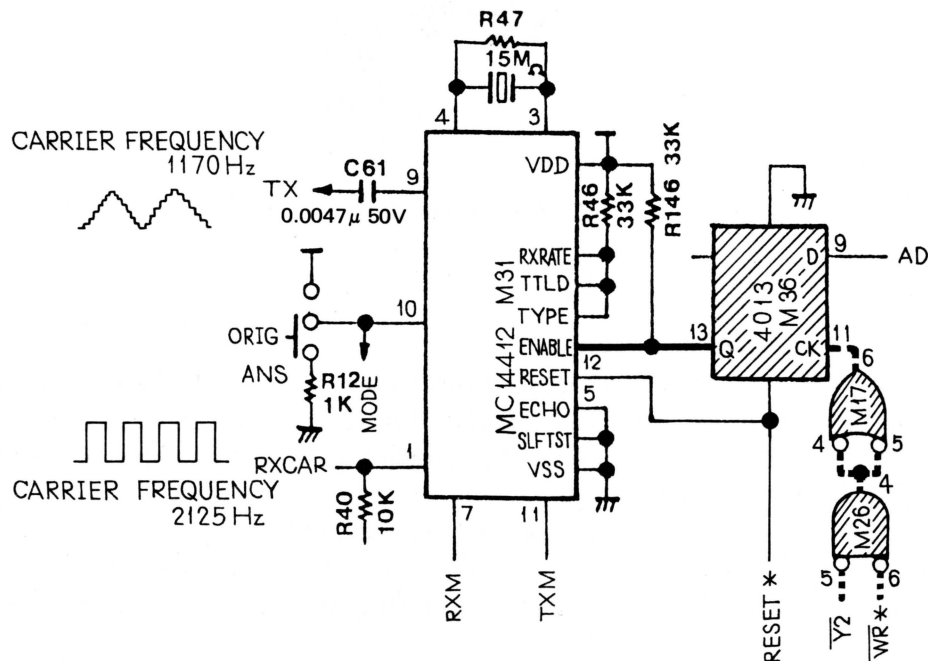 R47
15M
Ω
4
3
CARRIER FREQUENCY
1170Hz
TX
C61
9
0.0047μ 50V
VDD
R46
33K
R146 33K
RXRATE
TTLD
TYPE
ENABLE
RESET
ECHO
SLFTST
VSS
MC14412 M31
12
5
13
Q
D
9
AD
4013
M36
CK
11
6
M17
4
5
4
M26
5
6
Y2
WR*
RESET*
10
ORIG
ANS
R12
1K
MODE
RXCAR
1
R40
10K
CARRIER FREQUENCY
2125Hz
7
11
RXM
TXM